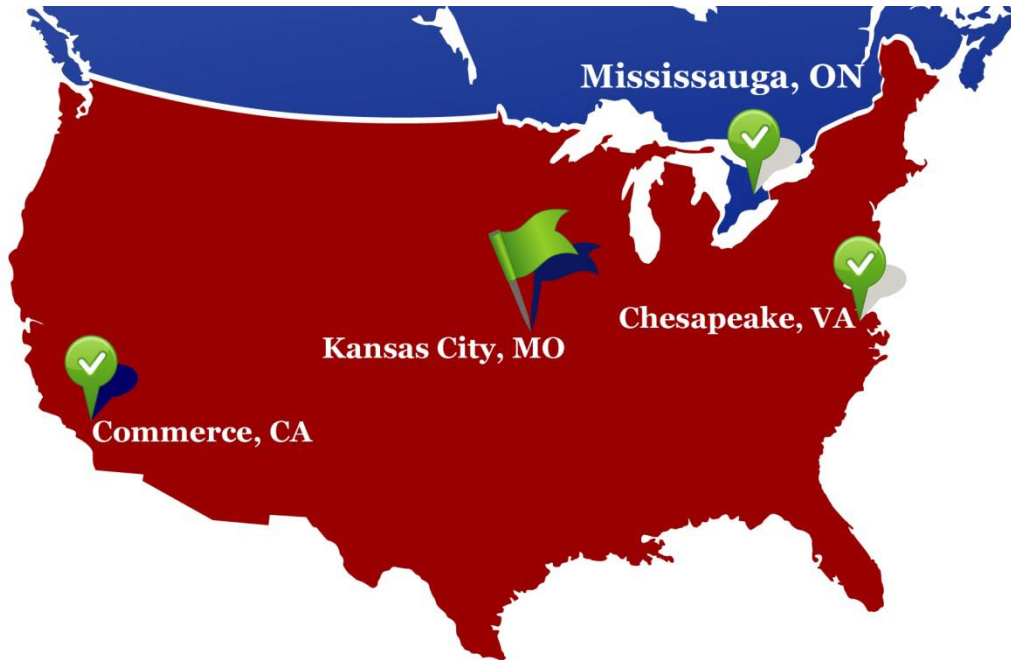 Mississauga, ON
Chesapeake, VA
Kansas City, MO
Commerce, CA